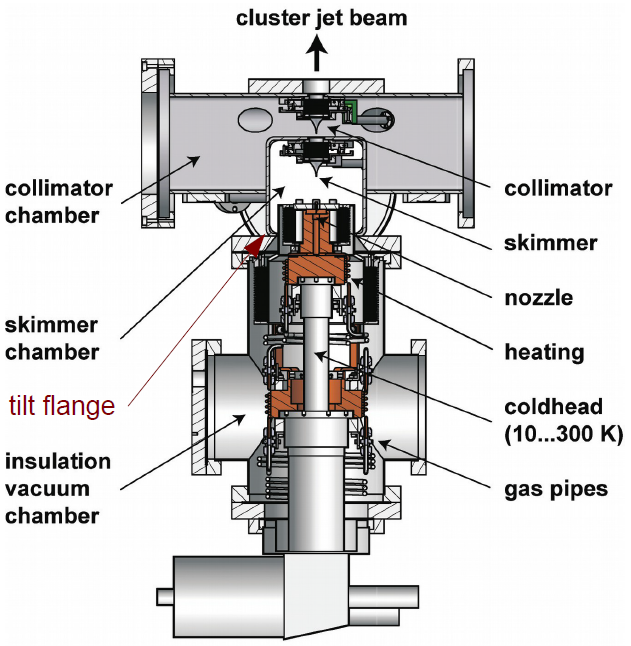 cluster jet beam
collimator
chamber
collimator
skimmer
nozzle
skimmer
chamber
heating
tilt flange
coldhead
(10...300 K)
insulation
vacuum
chamber
gas pipes